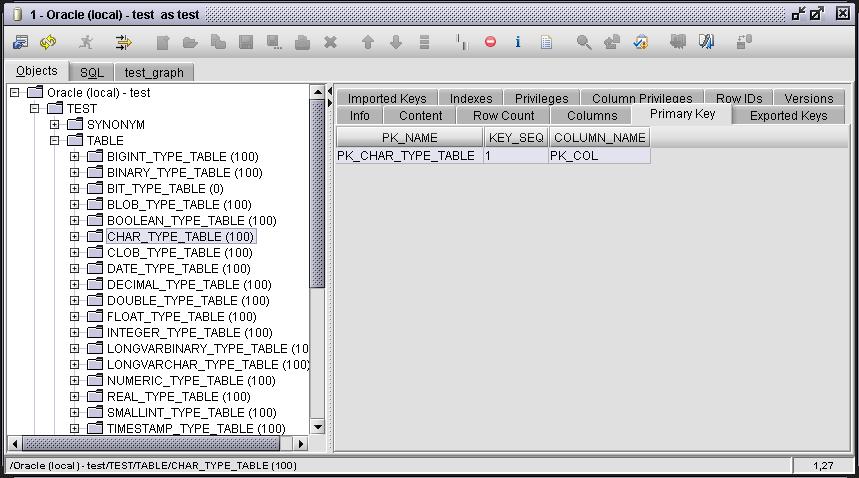 1 - Oracle (local) - test as test
Objects SQL test_graph
Oracle (local) - test
TEST
SYNONYM
TABLE
BIGINT_TYPE_TABLE (100)
BINARY_TYPE_TABLE (100)
BIT_TYPE_TABLE (0)
BLOB_TYPE_TABLE (100)
BOOLEAN_TYPE_TABLE (100)
CHAR_TYPE_TABLE (100)
CLOB_TYPE_TABLE (100)
DATE_TYPE_TABLE (100)
DECIMAL_TYPE_TABLE (100)
DOUBLE_TYPE_TABLE (100)
FLOAT_TYPE_TABLE (100)
INTEGER_TYPE_TABLE (100)
LONGVARBINARY_TYPE_TABLE (10
LONGVARCHAR_TYPE_TABLE (100)
NUMERIC_TYPE_TABLE (100)
REAL_TYPE_TABLE (100)
SMALLINT_TYPE_TABLE (100)
TIMESTAMP_TYPE_TABLE (100)
Imported Keys Indexes Privileges Column Privileges Row IDs Versions
Info Content Row Count Columns Primary Key Exported Keys
PK_NAME KEY_SEQ COLUMN_NAME
PK_CHAR_TYPE_TABLE 1 PK_COL
/Oracle (local) - test/TEST/TABLE/CHAR_TYPE_TABLE (100) 1,27